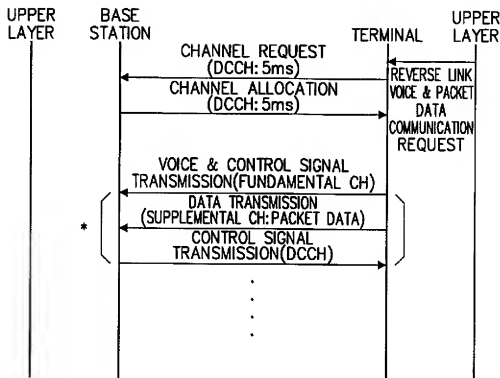 UPPER
LAYER
BASE
STATION
TERMINAL
UPPER
LAYER
CHANNEL REQUEST
(DCCH:5ms)
REVERSE LINK
VOICE & PACKET
DATA
COMMUNICATION
REQUEST
CHANNEL ALLOCATION
(DCCH:5ms)
VOICE & CONTROL SIGNAL
TRANSMISSION(FUNDAMENTAL CH)
DATA TRANSMISSION
(SUPPLEMENTAL CH:PACKET DATA)
*
CONTROL SIGNAL
TRANSMISSION(DCCH)